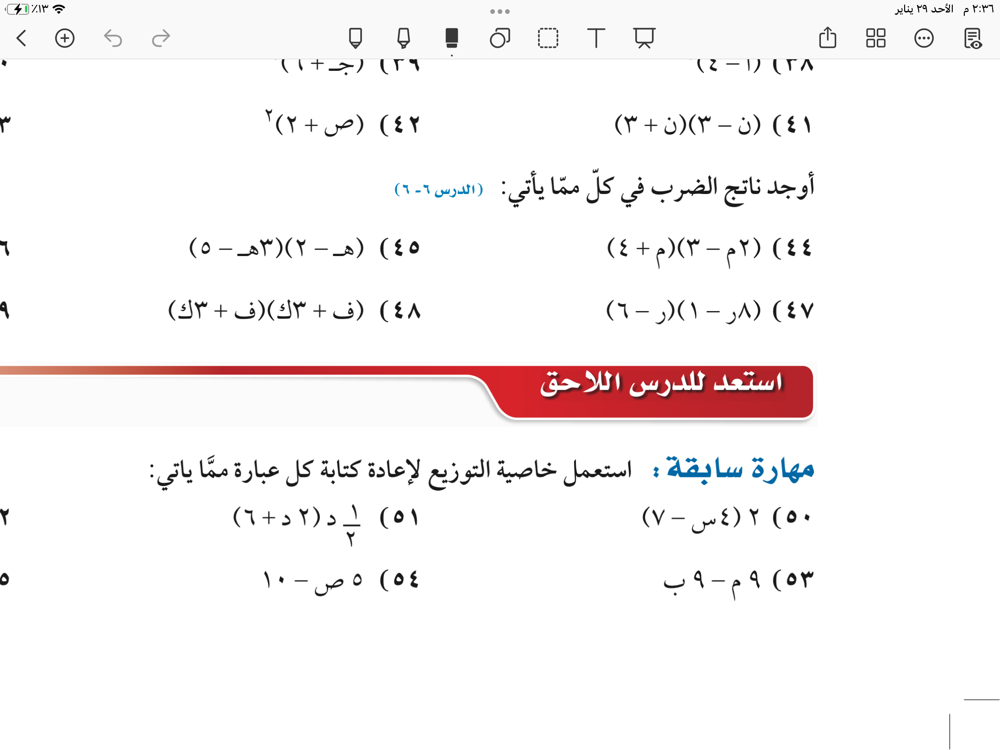 ٢:٣٦ م الأحد ٢٩ يناير ١٣٪
٣٨) (أ – ٤) ٣٩) (جـ + ٦)
٤١) (ن – ٣)(ن + ٣) ٤٢) (ص + ٢)٢ ٣
أوجد ناتج الضرب في كلّ ممّا يأتي: (الدرس ٦-٦)
٤٤) (٢م – ٣)(م + ٤) ٤٥) (هـ – ٢)(٣هـ – ٥) ٦
٤٧) (٨ر – ١)(ر – ٦) ٤٨) (ف + ٣ك)(ف + ٣ك) ٩
استعد للدرس اللاحق
مهارة سابقة: استعمل خاصية التوزيع لإعادة كتابة كل عبارة ممَّا ياتي:
٥٠) ٢ (٤س – ٧) ٥١) ١/٢ د (٢ د + ٦) ٢
٥٣) ٩ م – ٩ ب ٥٤) ٥ ص – ١٠ ٥